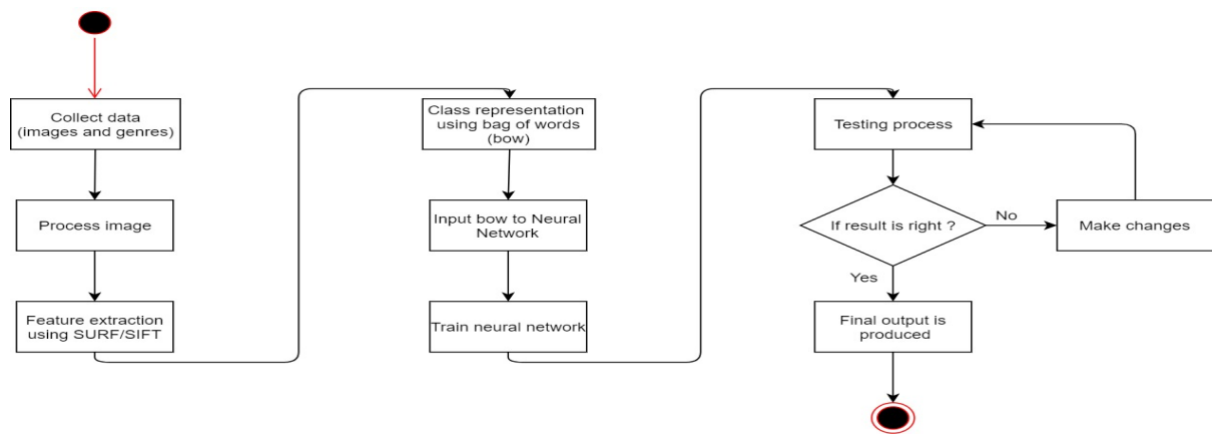 Collect data
(images and genres)
Process image
Feature extraction
using SURF/SIFT
Class representation
using bag of words
(bow)
Input bow to Neural
Network
Train neural network
Testing process
If result is right ?
No
Make changes
Yes
Final output is
produced